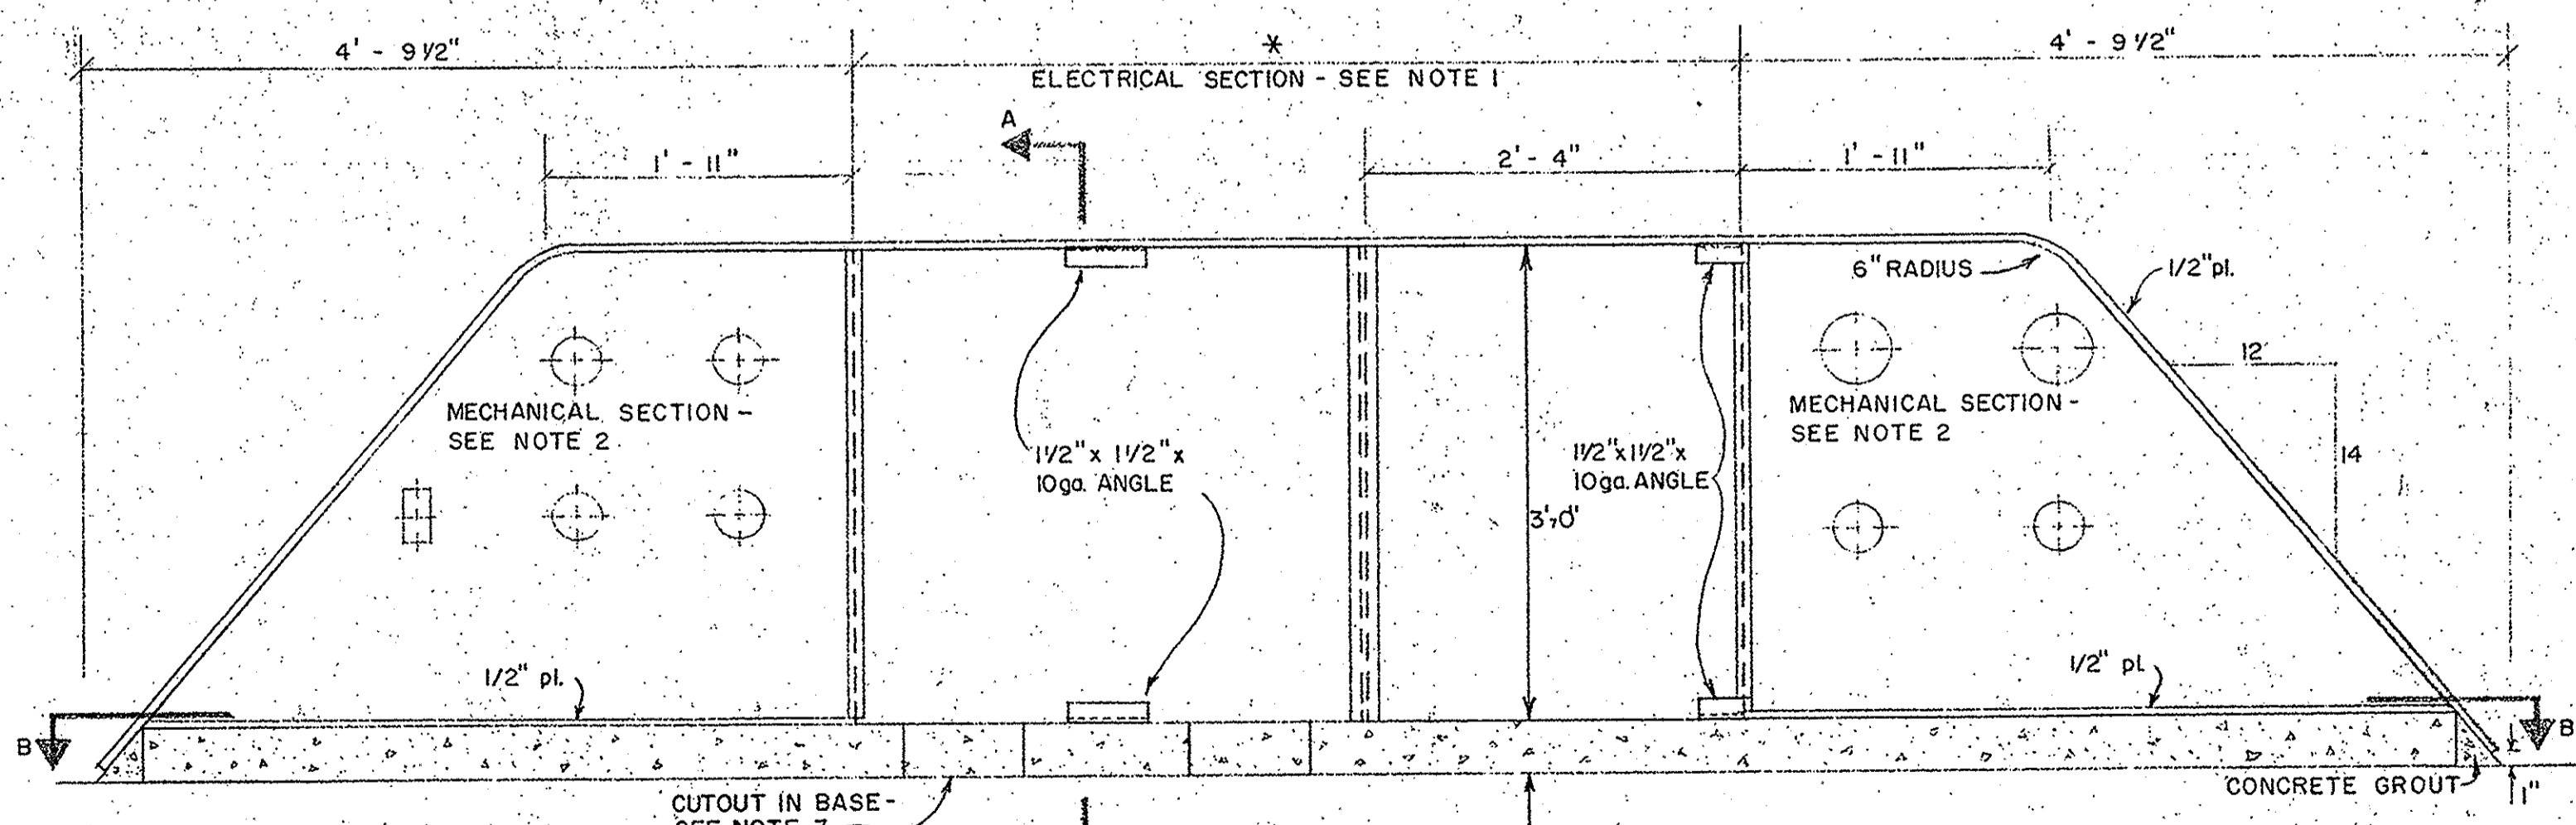 4' - 9 1/2"
*
4' - 9 1/2"
ELECTRICAL SECTION - SEE NOTE 1
A
1' - 11"
2' - 4"
1' - 11"
6" RADIUS
1/2" pl.
12
14
MECHANICAL SECTION -
SEE NOTE 2
1 1/2" x 1 1/2" x
10ga. ANGLE
1 1/2" x 1 1/2" x
10ga. ANGLE
3'-0"
MECHANICAL SECTION -
SEE NOTE 2
1/2" pl.
1/2" pl.
B
B
CUTOUT IN BASE -
SEE NOTE
CONCRETE GROUT
1"